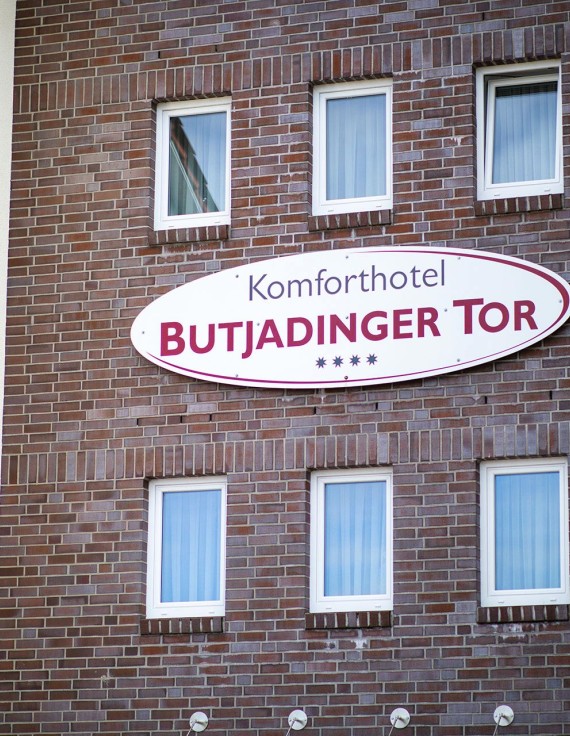 Komforthotel
BUTJADINGER TOR
****